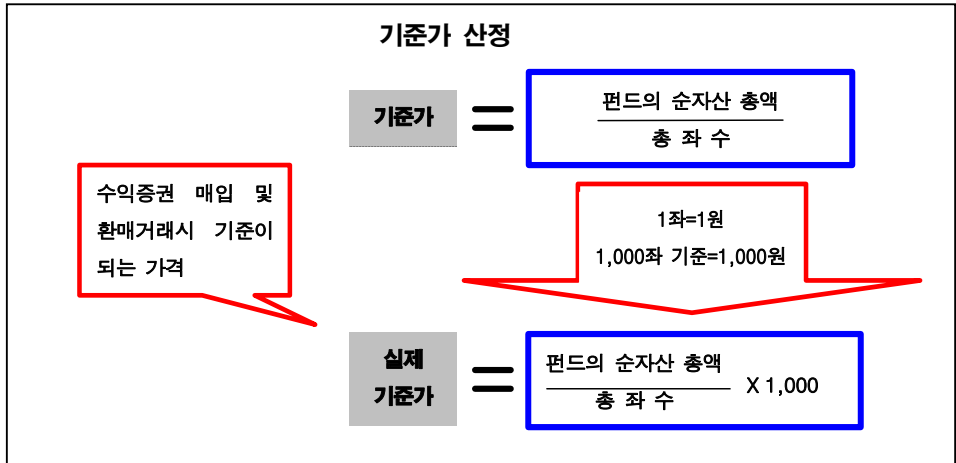 기준가 산정
기준가 = 펀드의 순자산 총액
총 좌 수
수익증권 매입 및
환매거래시 기준이
되는 가격
1좌=1원
1,000좌 기준=1,000원
실제
기준가 = 펀드의 순자산 총액
총 좌 수
X 1,000